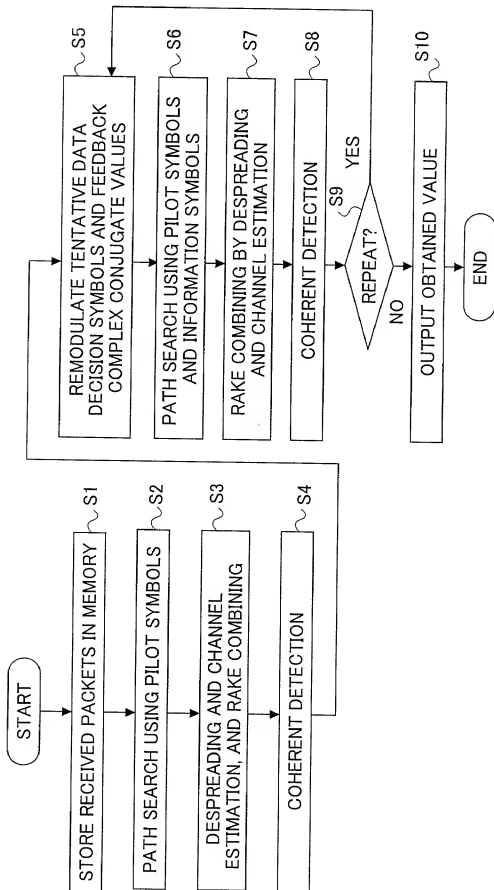 START
STORE RECEIVED PACKETS IN MEMORY
S1
PATH SEARCH USING PILOT SYMBOLS
S2
DESPREADING AND CHANNEL
ESTIMATION, AND RAKE COMBINING
S3
COHERENT DETECTION
S4
REMODULATE TENTATIVE DATA
DECISION SYMBOLS AND FEEDBACK
COMPLEX CONJUGATE VALUES
S5
PATH SEARCH USING PILOT SYMBOLS
AND INFORMATION SYMBOLS
S6
RAKE COMBINING BY DESPREADING
AND CHANNEL ESTIMATION
S7
COHERENT DETECTION
S8
REPEAT?
S9
YES
NO
OUTPUT OBTAINED VALUE
S10
END